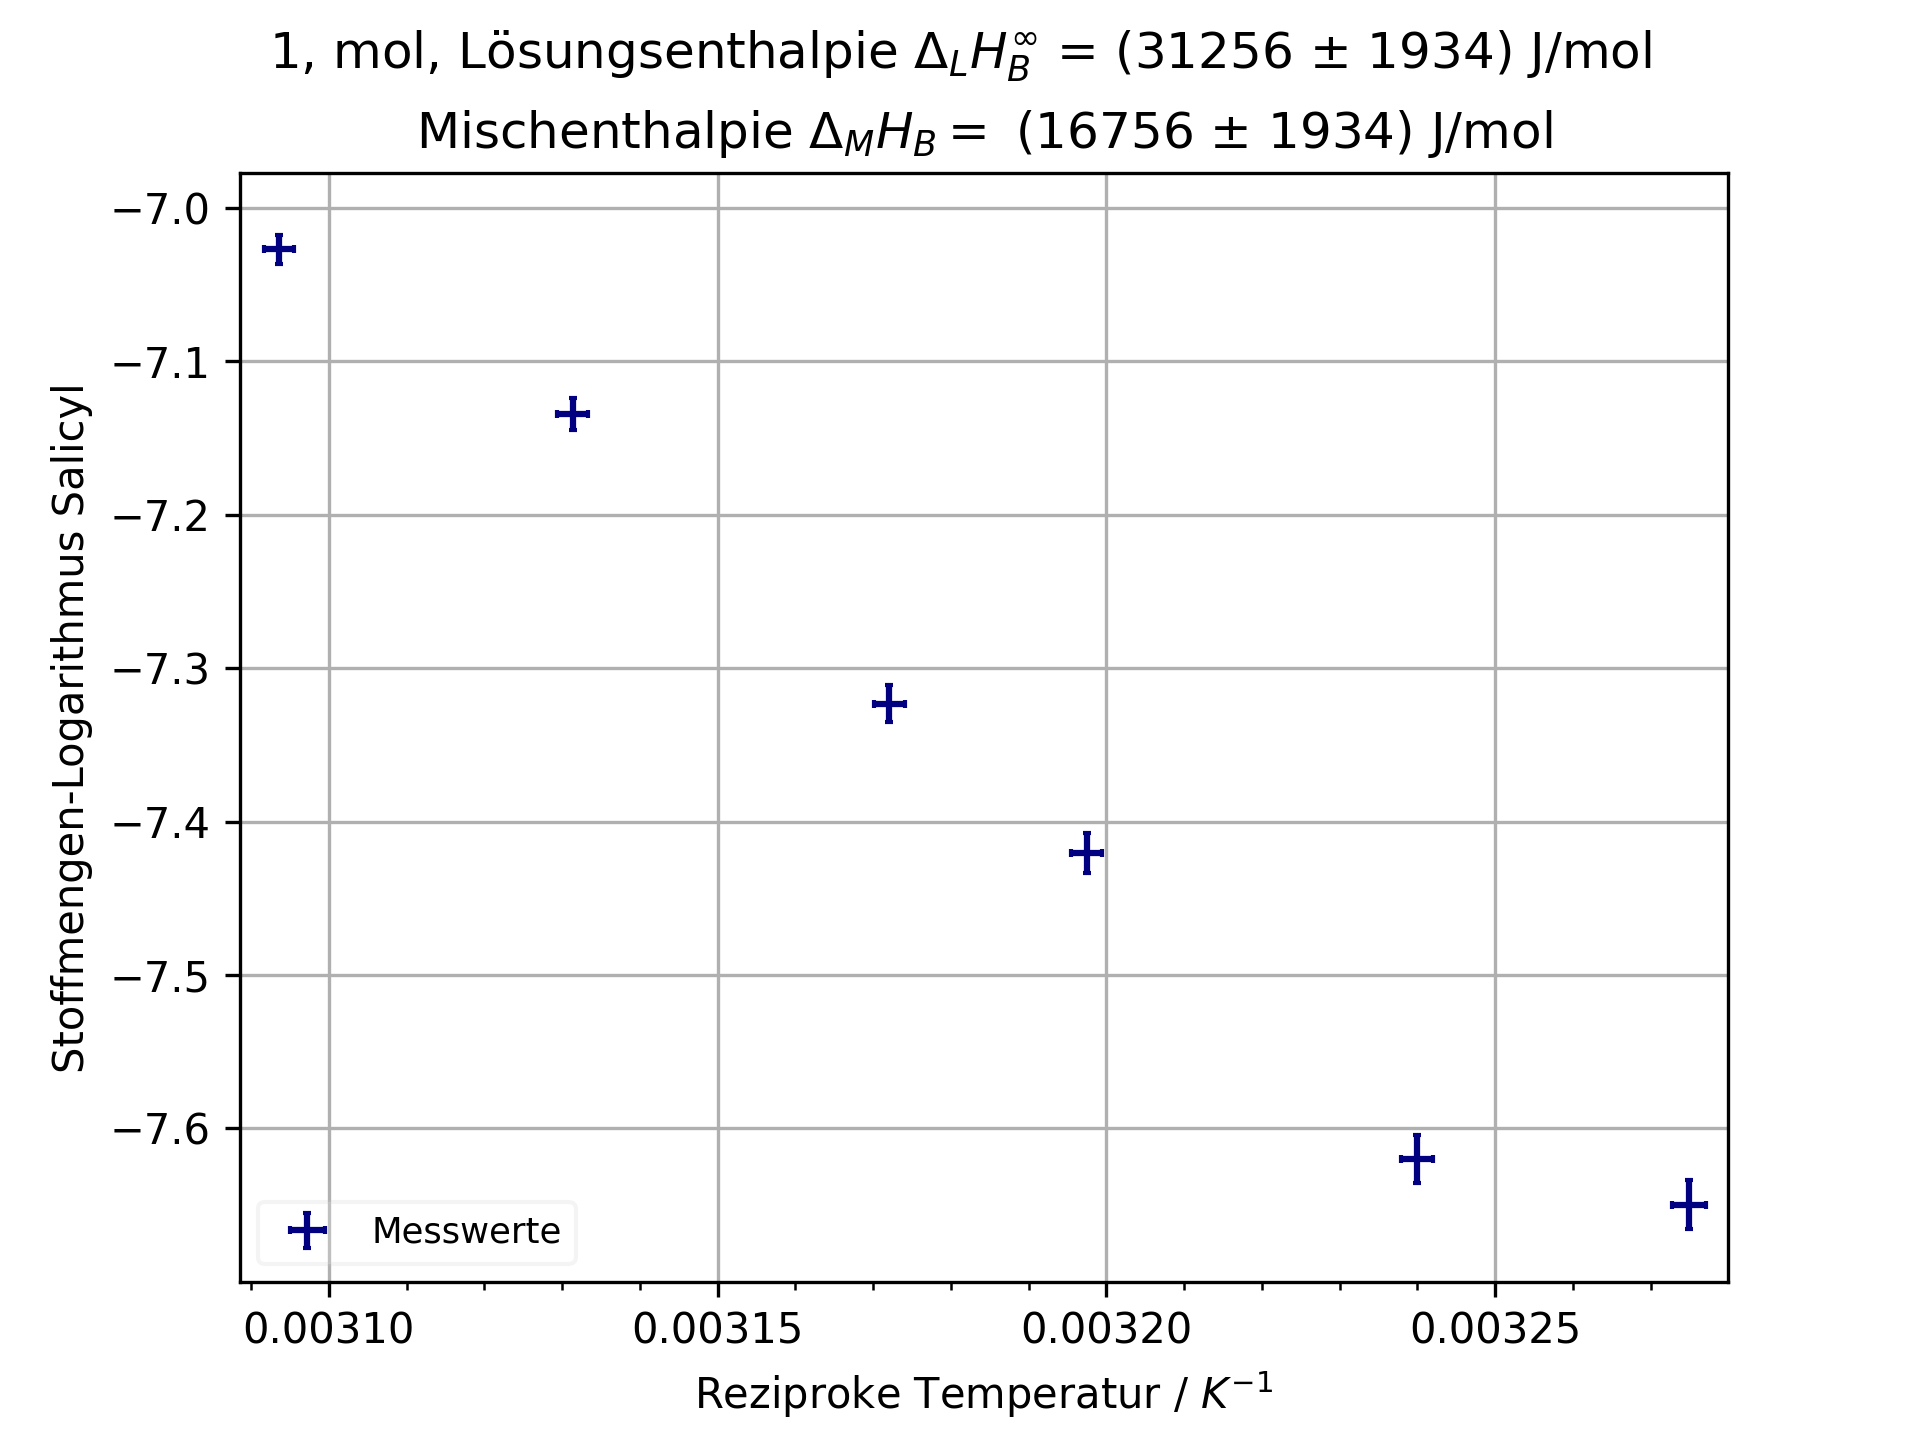 1, mol, Lösungsenthalpie Δ_L H_B^∞ = (31256 ± 1934) J/mol
Mischenthalpie Δ_M H_B = (16756 ± 1934) J/mol
−7.0
−7.1
−7.2
−7.3
−7.4
−7.5
−7.6
Stoffmengen-Logarithmus Salicyl
Messwerte
0.00310 0.00315 0.00320 0.00325
Reziproke Temperatur / K⁻¹